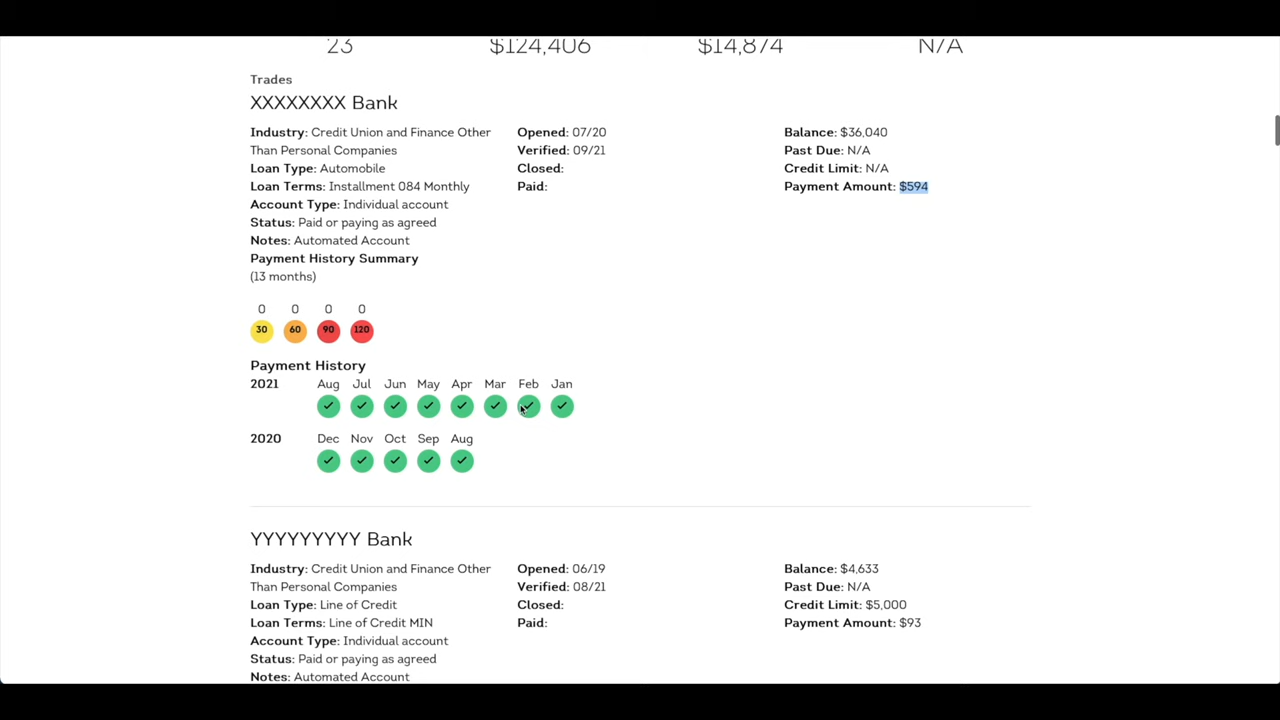 23 $124,406 $14,874 N/A
Trades
XXXXXXXX Bank
Industry: Credit Union and Finance Other Opened: 07/20 Balance: $36,040
Than Personal Companies Verified: 09/21 Past Due: N/A
Loan Type: Automobile Closed: Credit Limit: N/A
Loan Terms: Installment 084 Monthly Paid: Payment Amount: $594
Account Type: Individual account
Status: Paid or paying as agreed
Notes: Automated Account
Payment History Summary
(13 months)
0 0 0 0
30 60 90 120
Payment History
2021 Aug Jul Jun May Apr Mar Feb Jan
2020 Dec Nov Oct Sep Aug
YYYYYYYYY Bank
Industry: Credit Union and Finance Other Opened: 06/19 Balance: $4,633
Than Personal Companies Verified: 08/21 Past Due: N/A
Loan Type: Line of Credit Closed: Credit Limit: $5,000
Loan Terms: Line of Credit MIN Paid: Payment Amount: $93
Account Type: Individual account
Status: Paid or paying as agreed
Notes: Automated Account